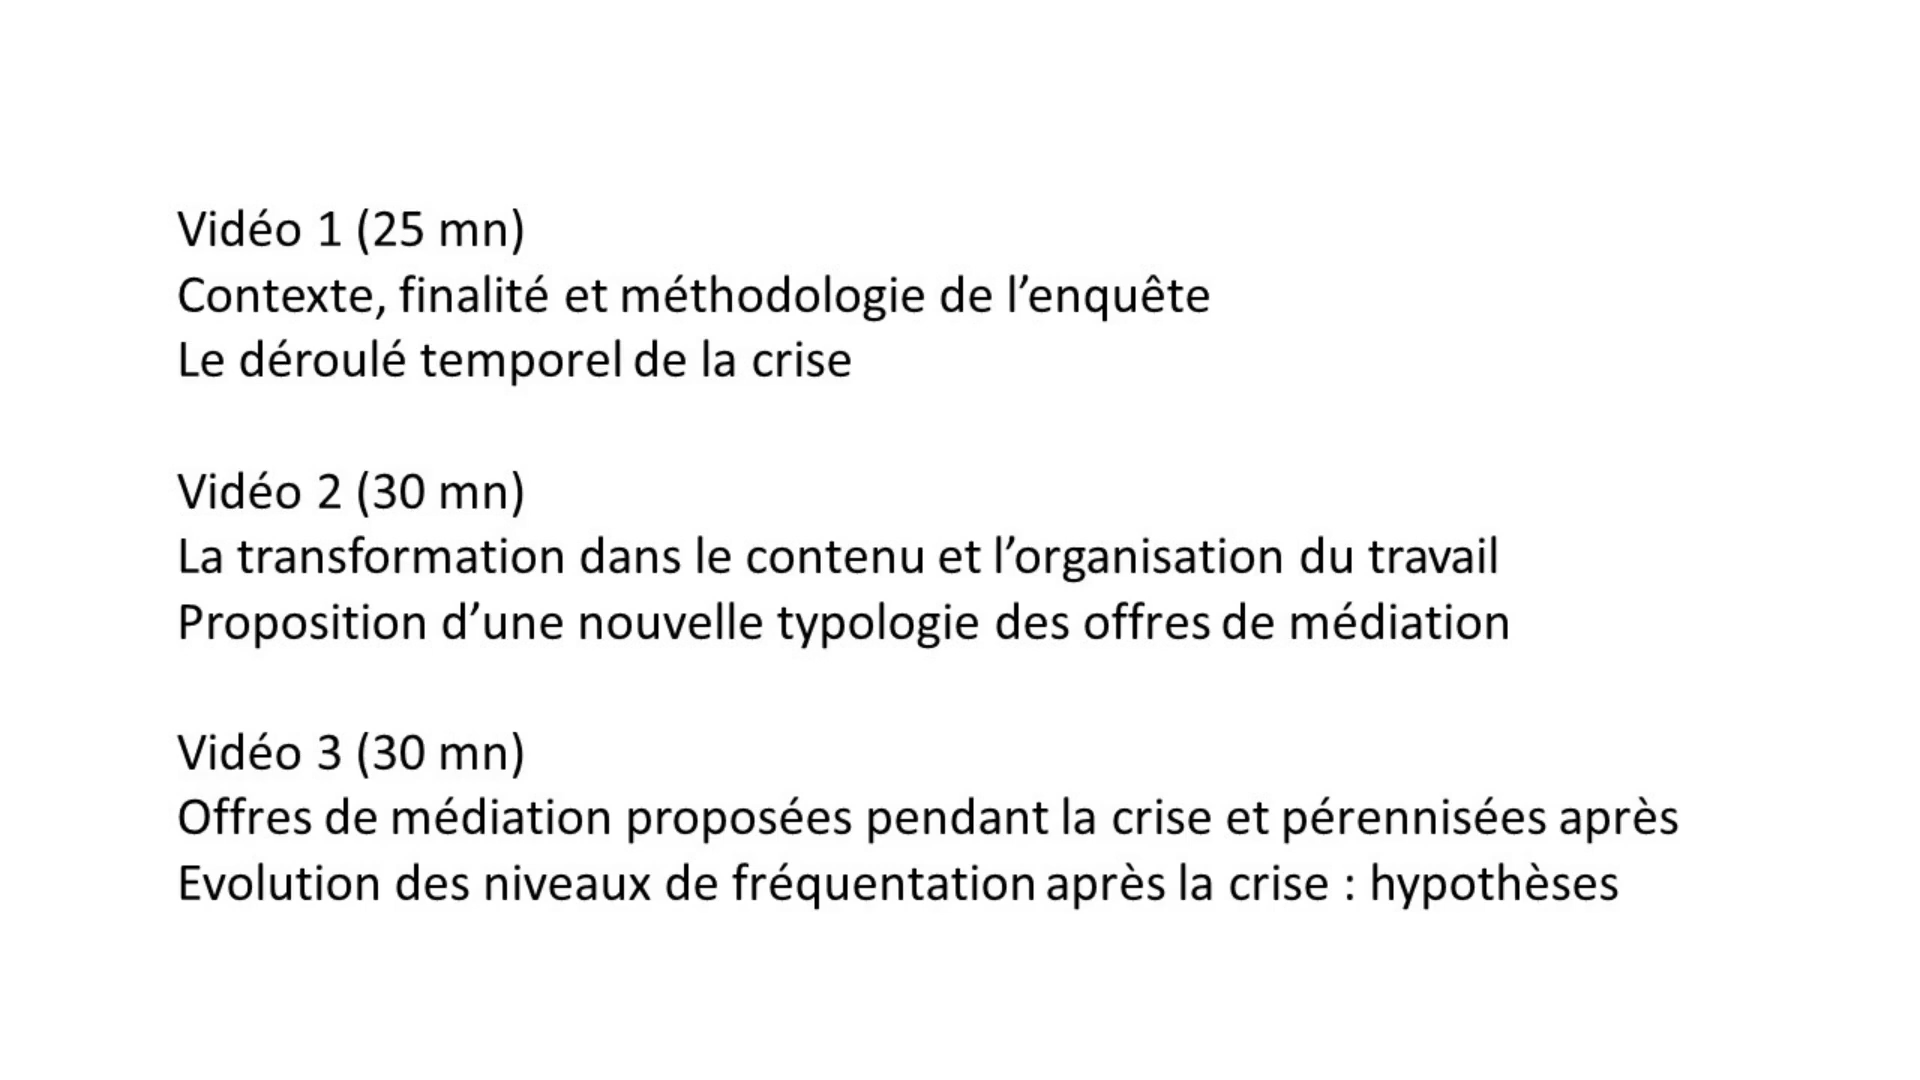 Vidéo 1 (25 mn)
Contexte, finalité et méthodologie de l’enquête
Le déroulé temporel de la crise
Vidéo 2 (30 mn)
La transformation dans le contenu et l’organisation du travail
Proposition d’une nouvelle typologie des offres de médiation
Vidéo 3 (30 mn)
Offres de médiation proposées pendant la crise et pérennisées après
Evolution des niveaux de fréquentation après la crise : hypothèses